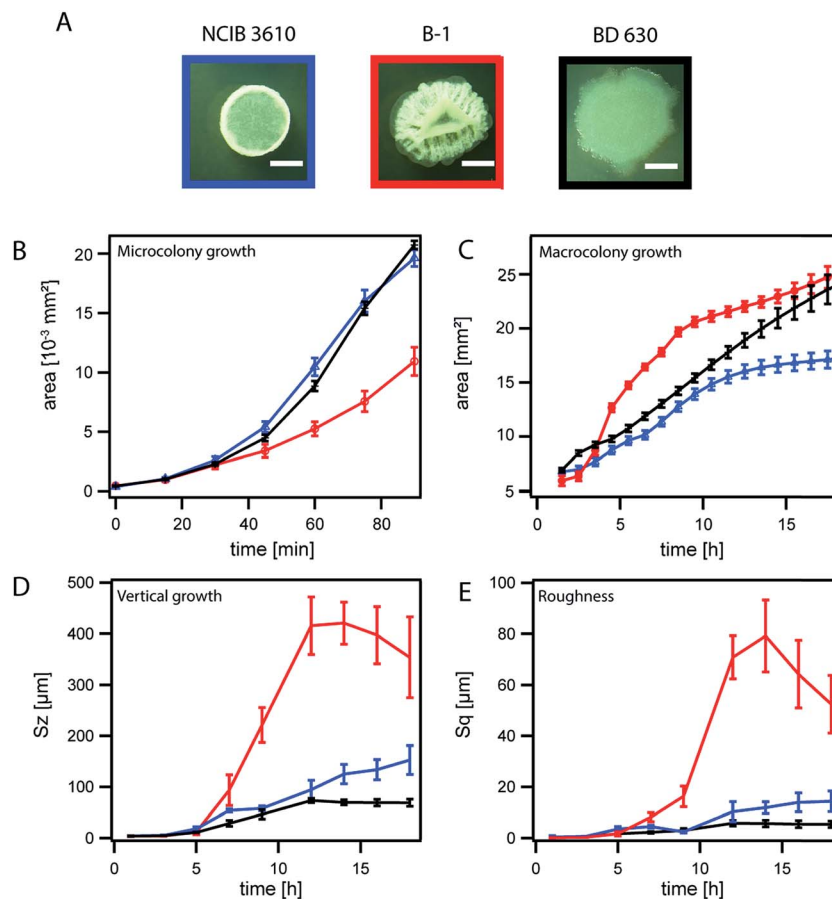 A
NCIB 3610 B-1 BD 630
B
Microcolony growth
area [10⁻³ mm²]
20
15
10
5
0
0 20 40 60 80
time [min]
C
Macrocolony growth
area [mm²]
25
20
15
10
5
5 10 15
time [h]
D
Vertical growth
Sz [µm]
500
400
300
200
100
0
0 5 10 15
time [h]
E
Roughness
Sq [µm]
100
80
60
40
20
0
0 5 10 15
time [h]